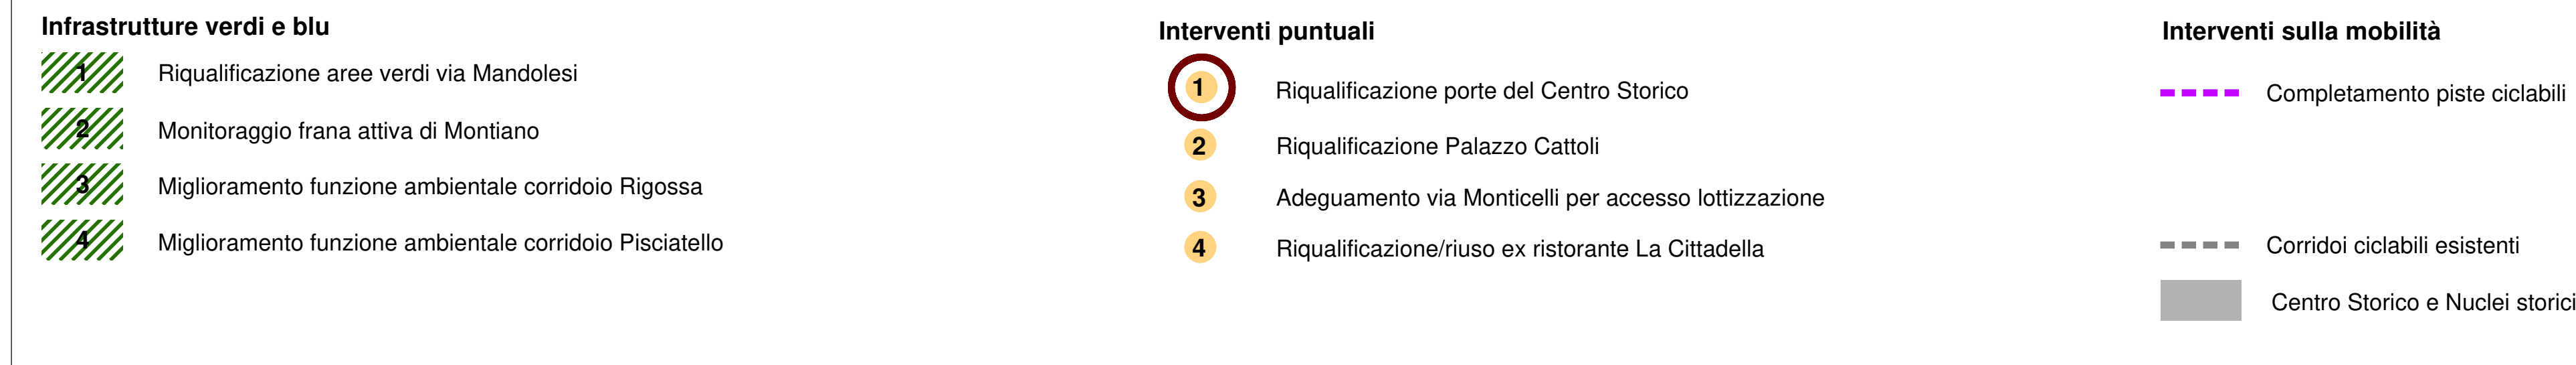 Infrastrutture verdi e blu
1 Riqualificazione aree verdi via Mandolesi
2 Monitoraggio frana attiva di Montiano
3 Miglioramento funzione ambientale corridoio Rigossa
4 Miglioramento funzione ambientale corridoio Pisciatello
Interventi puntuali
1 Riqualificazione porte del Centro Storico
2 Riqualificazione Palazzo Cattoli
3 Adeguamento via Monticelli per accesso lottizzazione
4 Riqualificazione/riuso ex ristorante La Cittadella
Interventi sulla mobilità
Completamento piste ciclabili
Corridoi ciclabili esistenti
Centro Storico e Nuclei storici